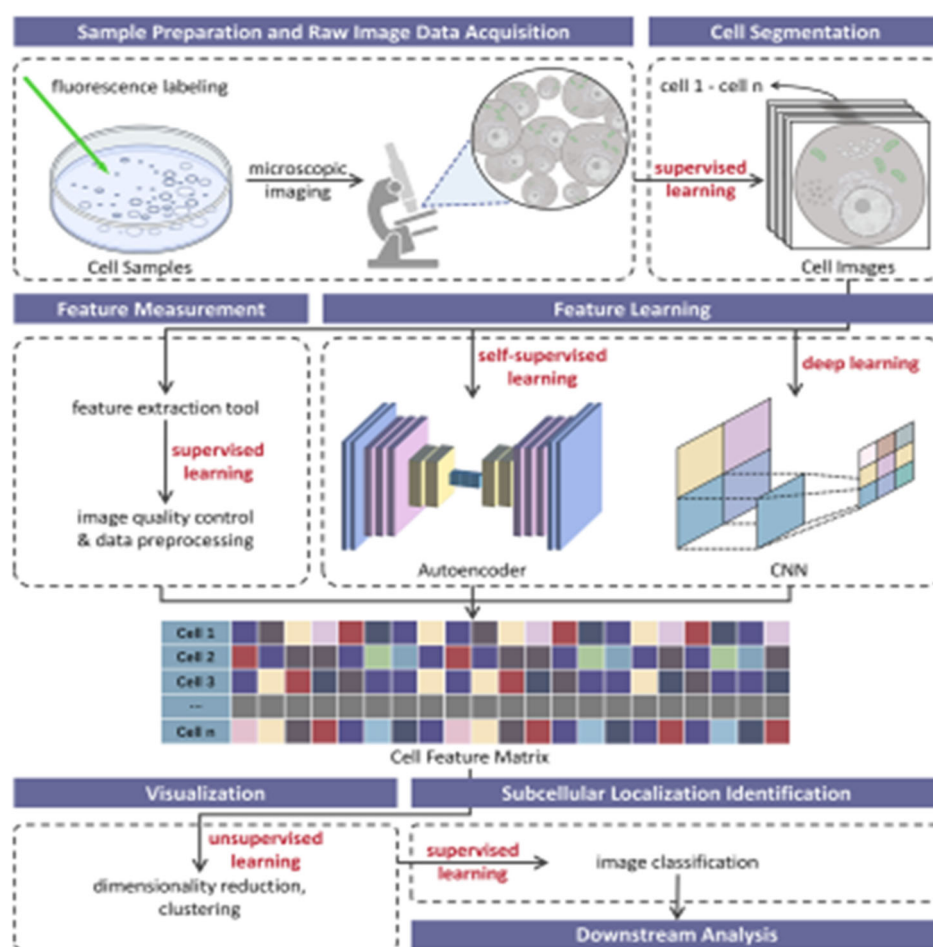 Sample Preparation and Raw Image Data Acquisition
Cell Segmentation
fluorescence labeling
microscopic
imaging
Cell Samples
cell 1 - cell n
supervised
learning
Cell Images
Feature Measurement
Feature Learning
feature extraction tool
supervised
learning
image quality control
& data preprocessing
self-supervised
learning
Autoencoder
deep learning
CNN
Cell 1
Cell 2
Cell 3
...
Cell n
Cell Feature Matrix
Visualization
Subcellular Localization Identification
unsupervised
learning
dimensionality reduction,
clustering
supervised
learning
image classification
Downstream Analysis